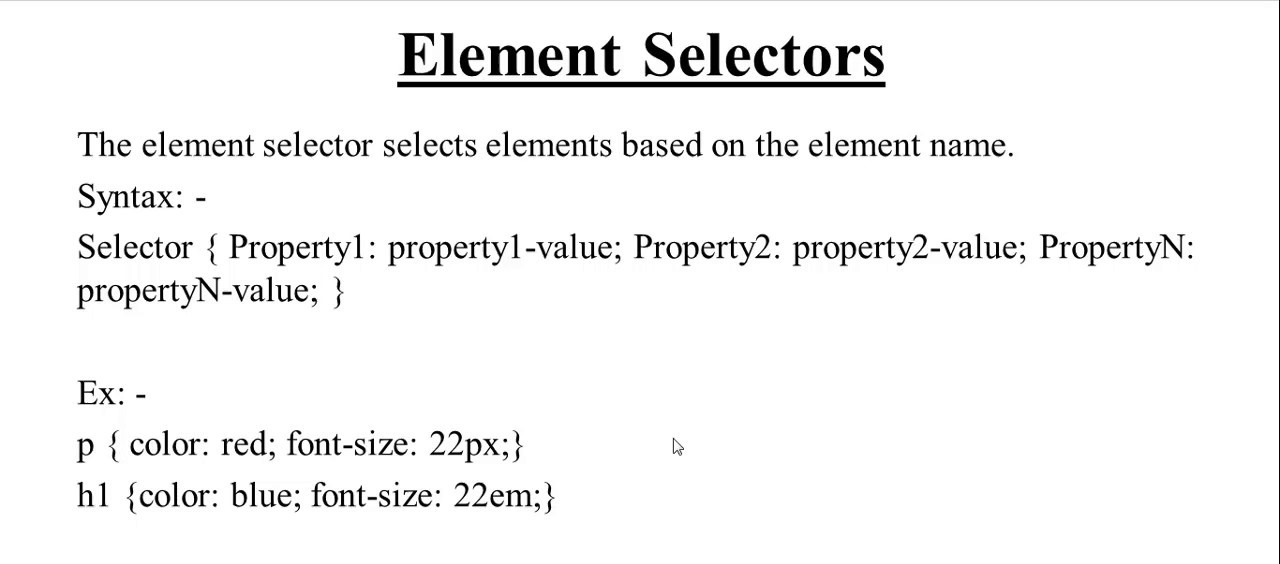 Element Selectors
The element selector selects elements based on the element name.
Syntax: -
Selector { Property1: property1-value; Property2: property2-value; PropertyN:
propertyN-value; }
Ex: -
p { color: red; font-size: 22px;}
h1 {color: blue; font-size: 22em;}